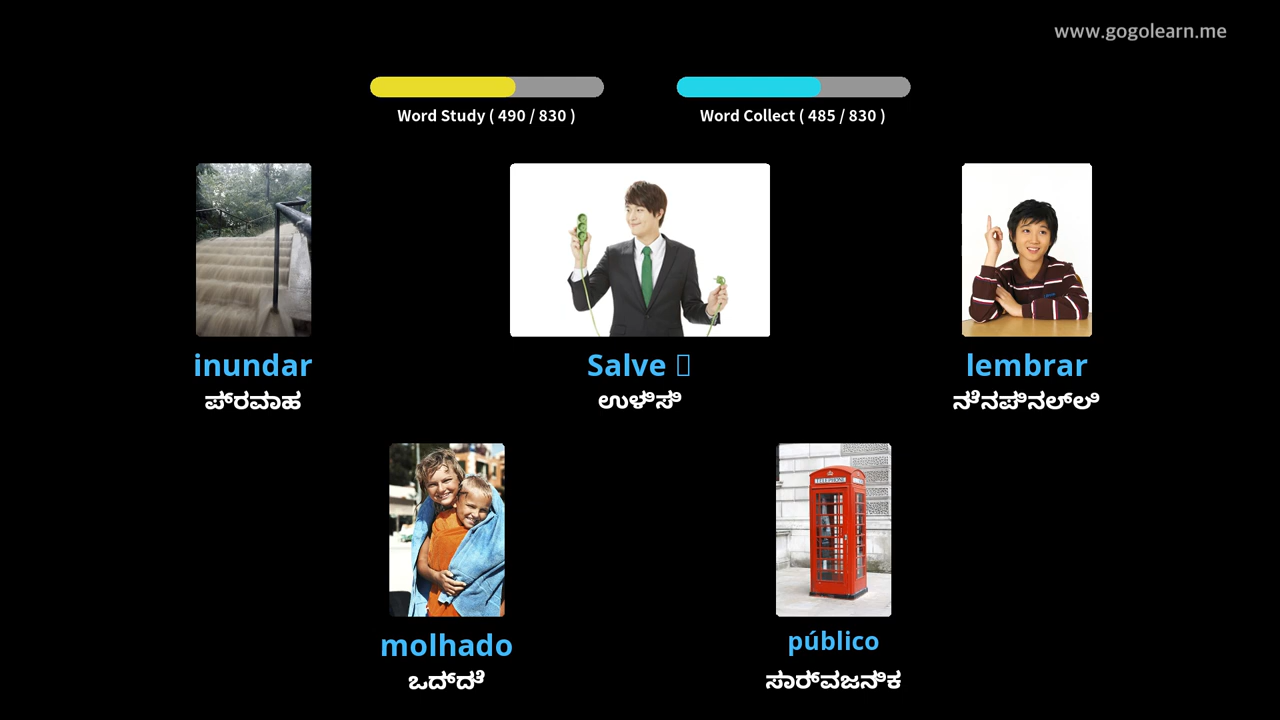 www.gogolearn.me
Word Study ( 490 / 830 )
Word Collect ( 485 / 830 )
inundar
ಪ್ರವಾಹ
Salve
ಉಳಿಸಿ
lembrar
ನೆನಪಿನಲ್ಲಿ
TELEPHONE
molhado
ಒದ್ದೆ
público
ಸಾರ್ವಜನಿಕ